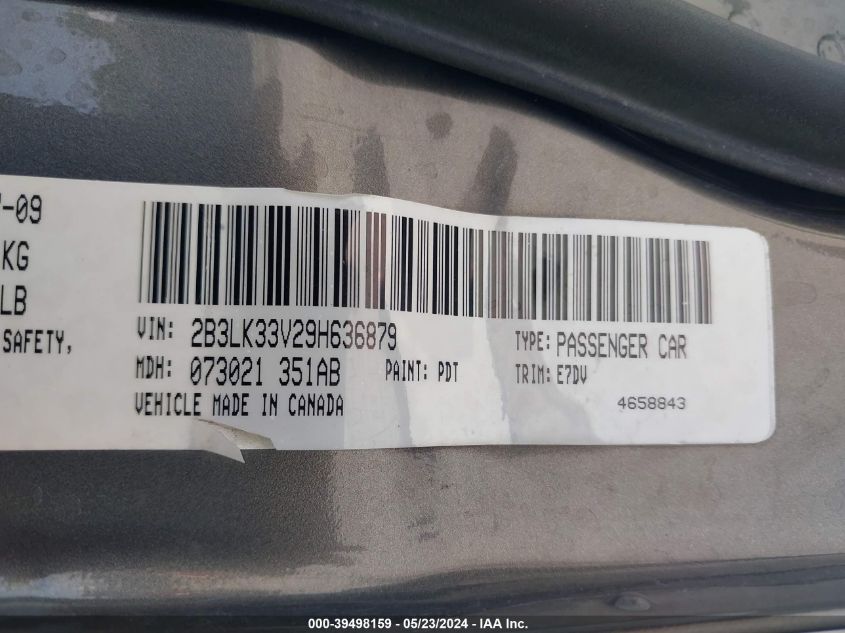 -09
KG
LB
SAFETY,
VIN: 2B3LK33V29H636879
TYPE: PASSENGER CAR
MDH: 073021 351AB
PAINT: PDT
TRIM: E7DV
VEHICLE MADE IN CANADA
4658843
000-39498159 - 05/23/2024 - IAA Inc.